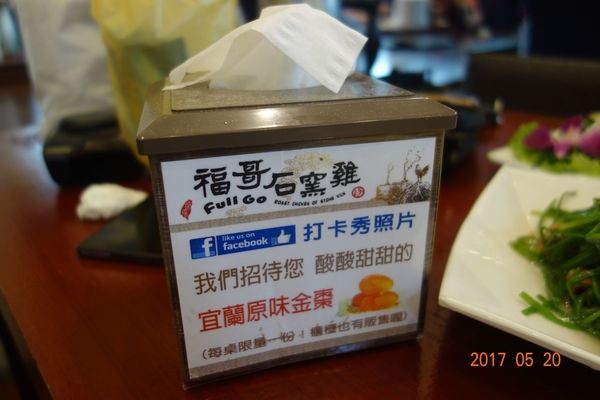 福哥石窯雞
Full Go
ROAST CHICKEN OF STONE KILN
like us on
facebook
打卡秀照片
我們招待您 酸酸甜甜的
宜蘭原味金棗
(每桌限量一份，櫃檯也有販售喔)
2017 05 20